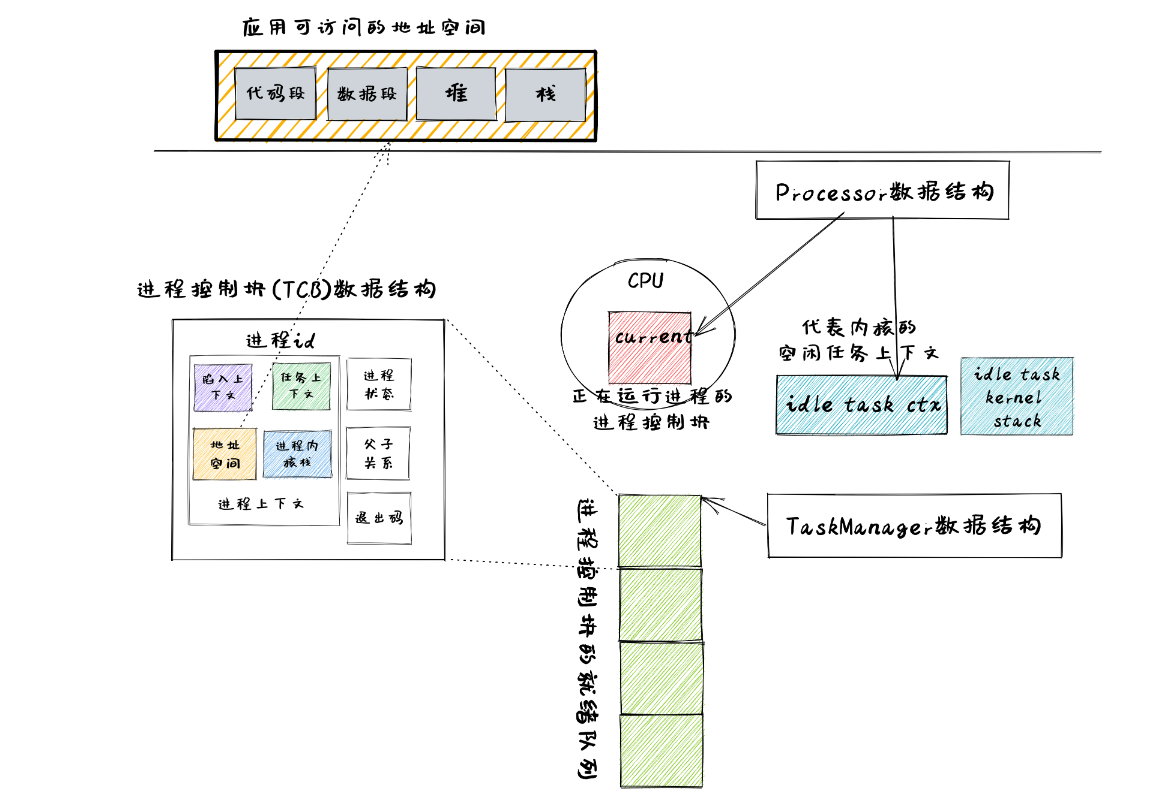 应用可访问的地址空间
代码段
数据段
堆
栈
Processor数据结构
进程控制块(TCB)数据结构
进程id
陷入上
下文
任务上
下文
进程
状态
地址
空间
进程内
核栈
父子
关系
进程上下文
退出码
CPU
current
正在运行进程的
进程控制块
代表内核的
空闲任务上下文
idle task ctx
idle task
kernel
stack
进程控制块的就绪队列
TaskManager数据结构